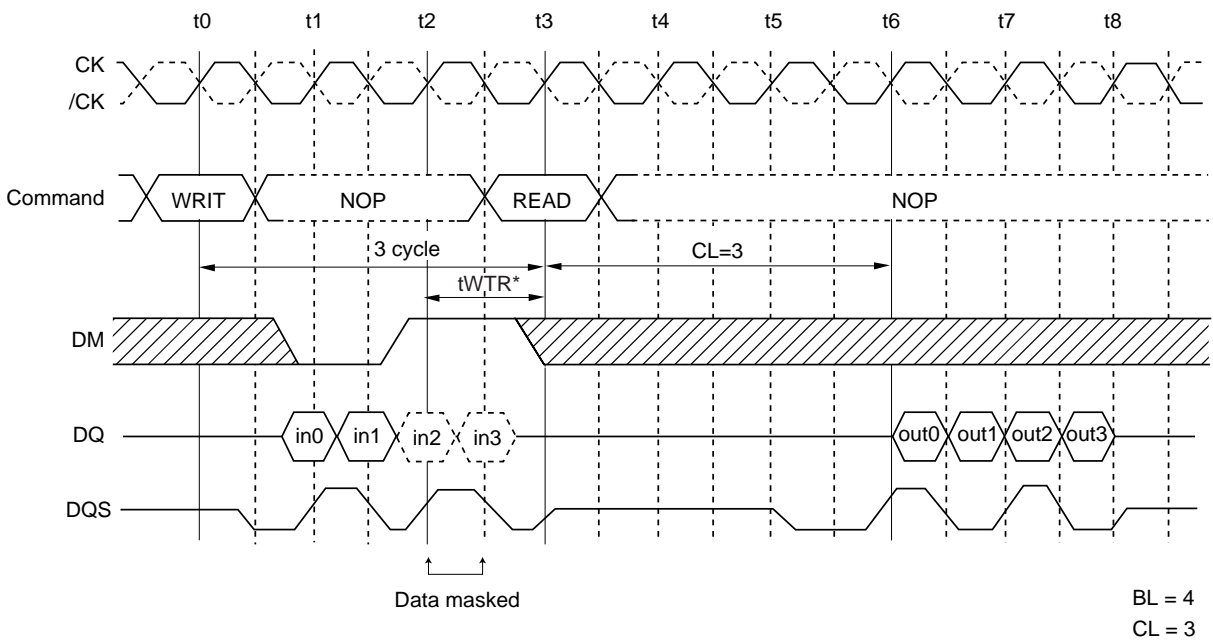 t0 t1 t2 t3 t4 t5 t6 t7 t8
CK
/CK
Command WRIT NOP READ NOP
3 cycle CL=3
tWTR*
DM
DQ in0 in1 in2 in3 out0 out1 out2 out3
DQS
Data masked
BL = 4
CL = 3